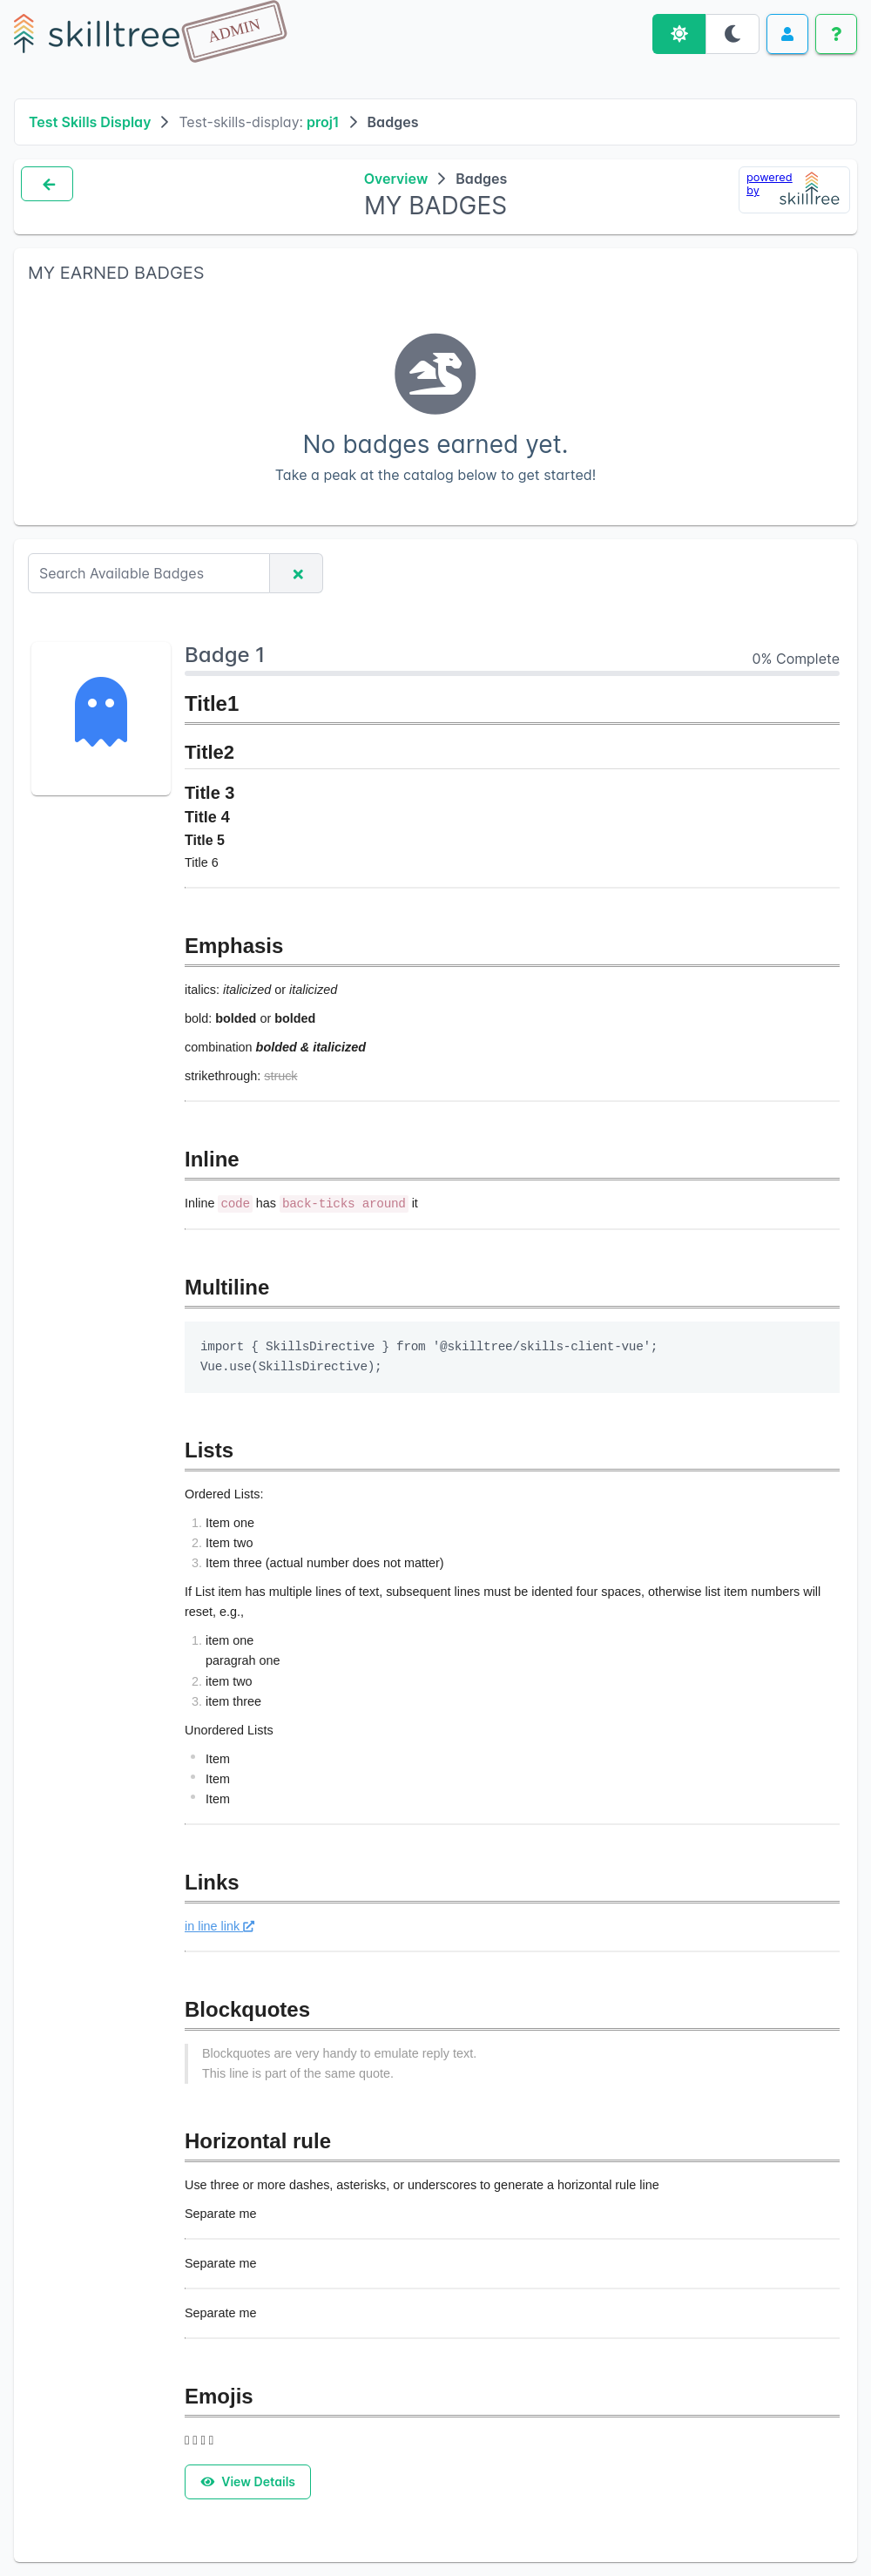 skilltree
ADMIN
Test Skills Display > Test-skills-display: proj1 > Badges
Overview > Badges
MY BADGES
powered
by
skilltree
MY EARNED BADGES
No badges earned yet.
Take a peak at the catalog below to get started!
Search Available Badges
Badge 1
0% Complete
Title1
Title2
Title 3
Title 4
Title 5
Title 6
Emphasis
italics: italicized or italicized
bold: bolded or bolded
combination bolded & italicized
strikethrough: struck
Inline
Inline code has back-ticks around it
Multiline
import { SkillsDirective } from '@skilltree/skills-client-vue';
Vue.use(SkillsDirective);
Lists
Ordered Lists:
1. Item one
2. Item two
3. Item three (actual number does not matter)
If List item has multiple lines of text, subsequent lines must be idented four spaces, otherwise list item numbers will
reset, e.g.,
1. item one
paragrah one
2. item two
3. item three
Unordered Lists
• Item
• Item
• Item
Links
in line link
Blockquotes
Blockquotes are very handy to emulate reply text.
This line is part of the same quote.
Horizontal rule
Use three or more dashes, asterisks, or underscores to generate a horizontal rule line
Separate me
Separate me
Separate me
Emojis
View Details